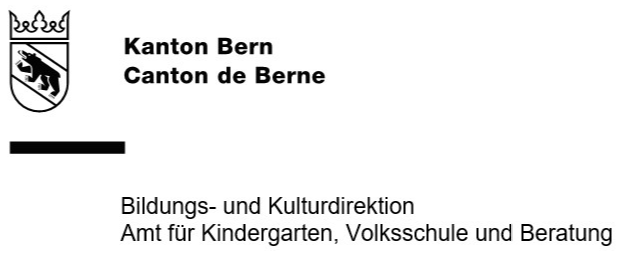 Kanton Bern
Canton de Berne
Bildungs- und Kulturdirektion
Amt für Kindergarten, Volksschule und Beratung